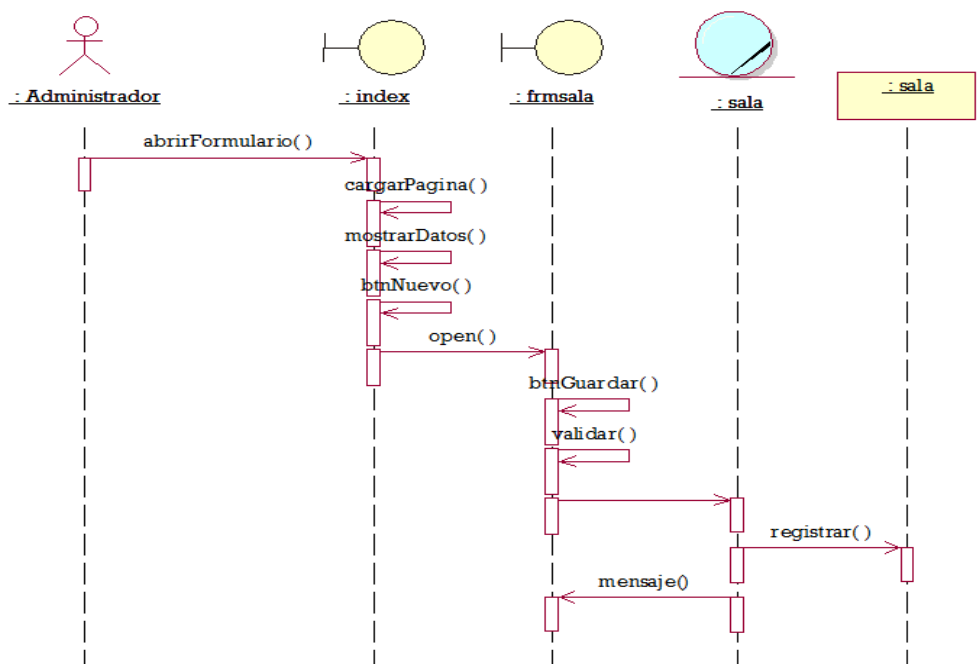 : Administrador
: index
: frmsala
: sala
: sala
abrirFormulario( )
cargarPagina( )
mostrarDatos( )
btnNuevo( )
open( )
btnGuardar( )
validar( )
registrar( )
mensaje()